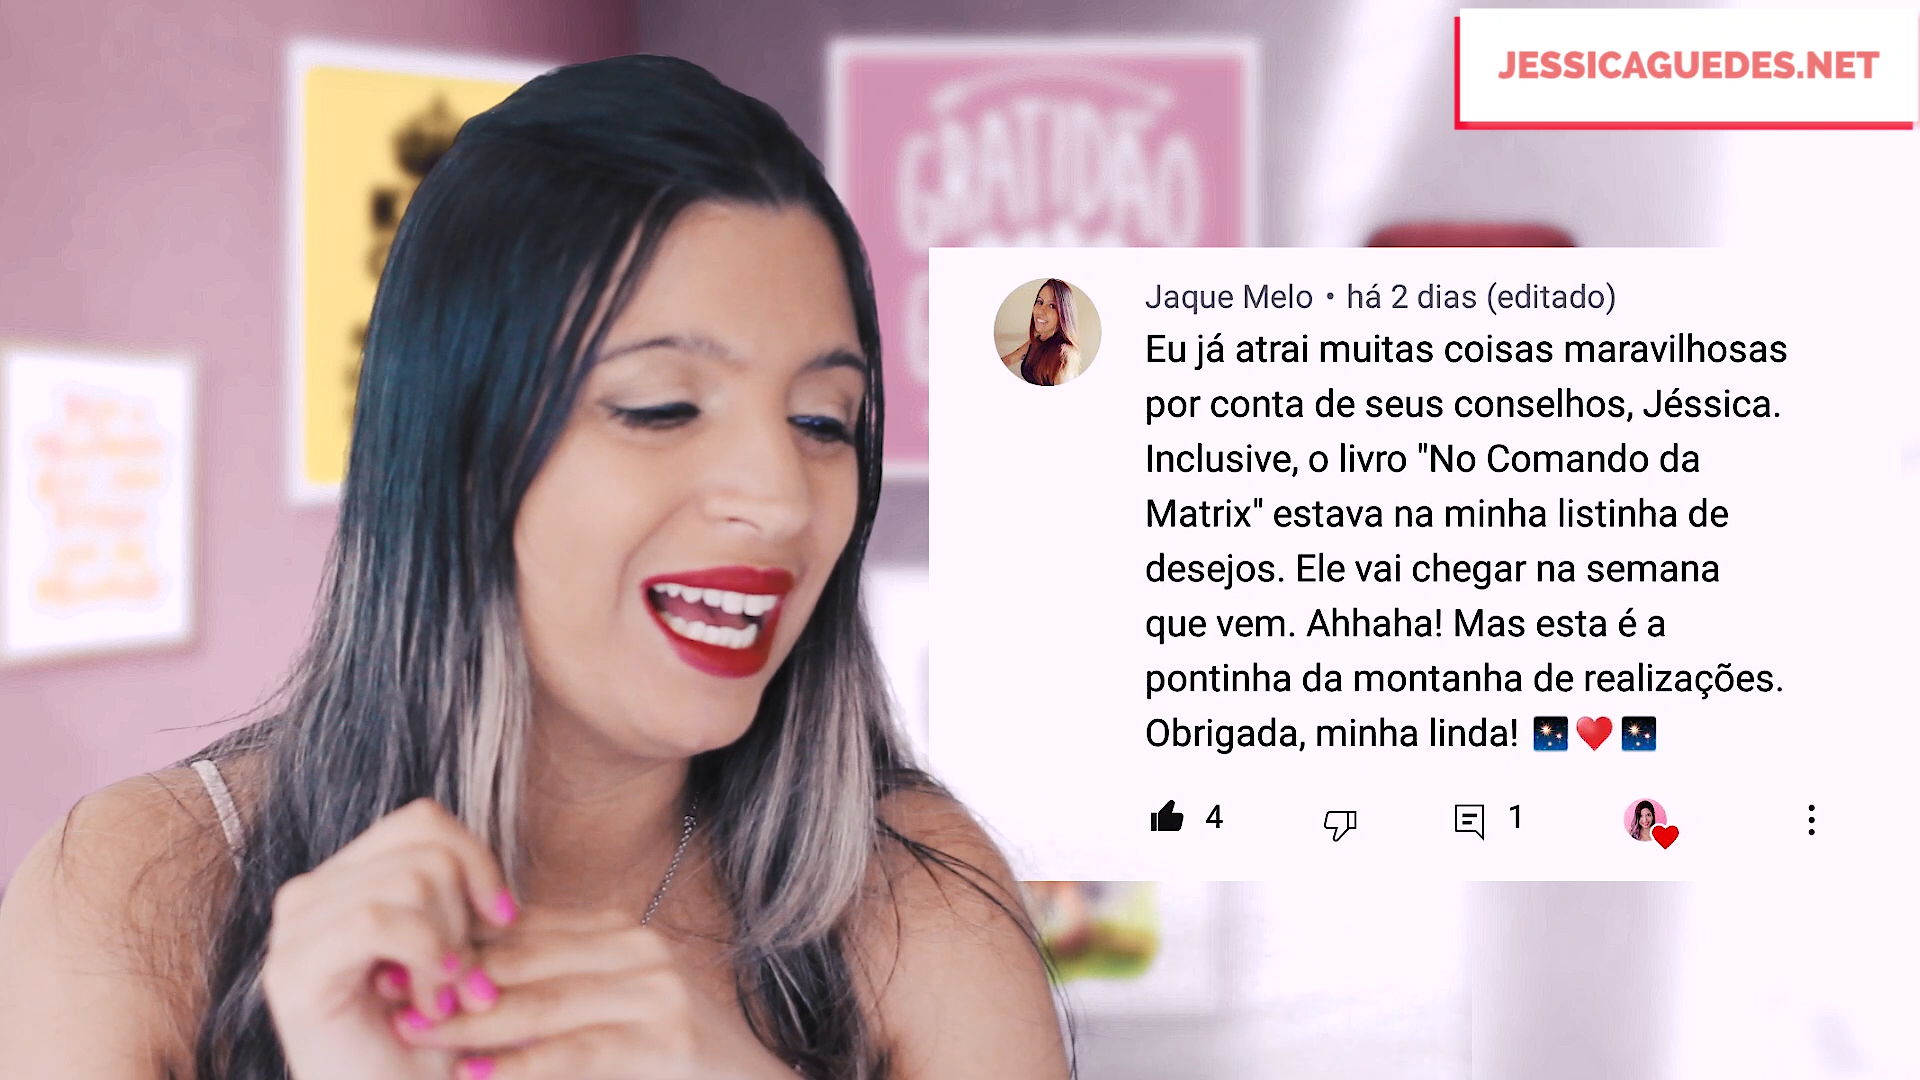 JESSICAGUEDES.NET
GRATIDÃO
Jaque Melo • há 2 dias (editado)
Eu já atrai muitas coisas maravilhosas
por conta de seus conselhos, Jéssica.
Inclusive, o livro "No Comando da
Matrix" estava na minha listinha de
desejos. Ele vai chegar na semana
que vem. Ahhaha! Mas esta é a
pontinha da montanha de realizações.
Obrigada, minha linda! 🎇♥️🎇
4
1